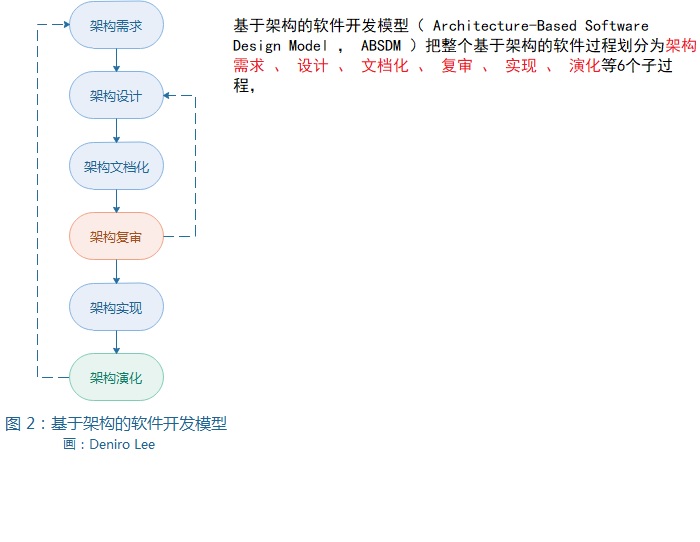 架构需求
架构设计
架构文档化
架构复审
架构实现
架构演化
图 2：基于架构的软件开发模型
画：Deniro Lee
基于架构的软件开发模型（ Architecture-Based Software
Design Model ， ABSDM ）把整个基于架构的软件过程划分为架构
需求 、 设计 、 文档化 、 复审 、 实现 、 演化等6个子过
程，